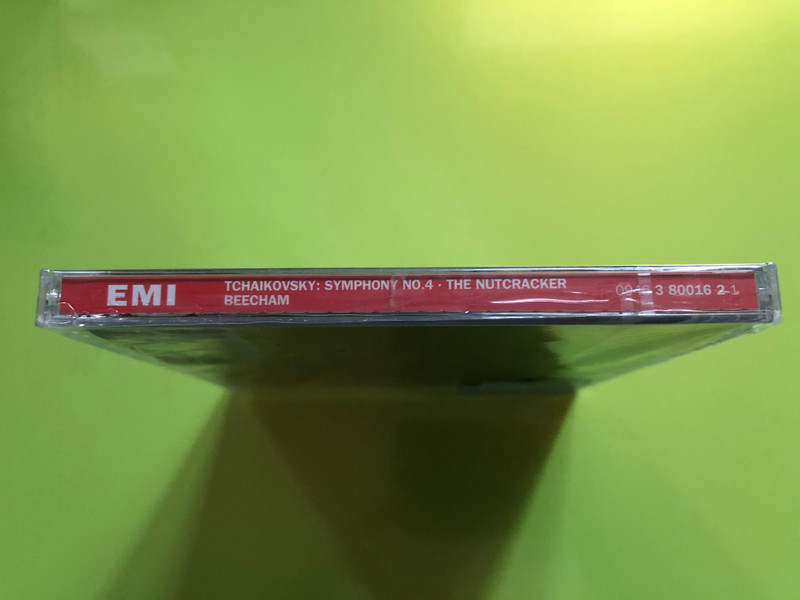 EMI
TCHAIKOVSKY: SYMPHONY NO.4 · THE NUTCRACKER
BEECHAM
3 80016 2 1